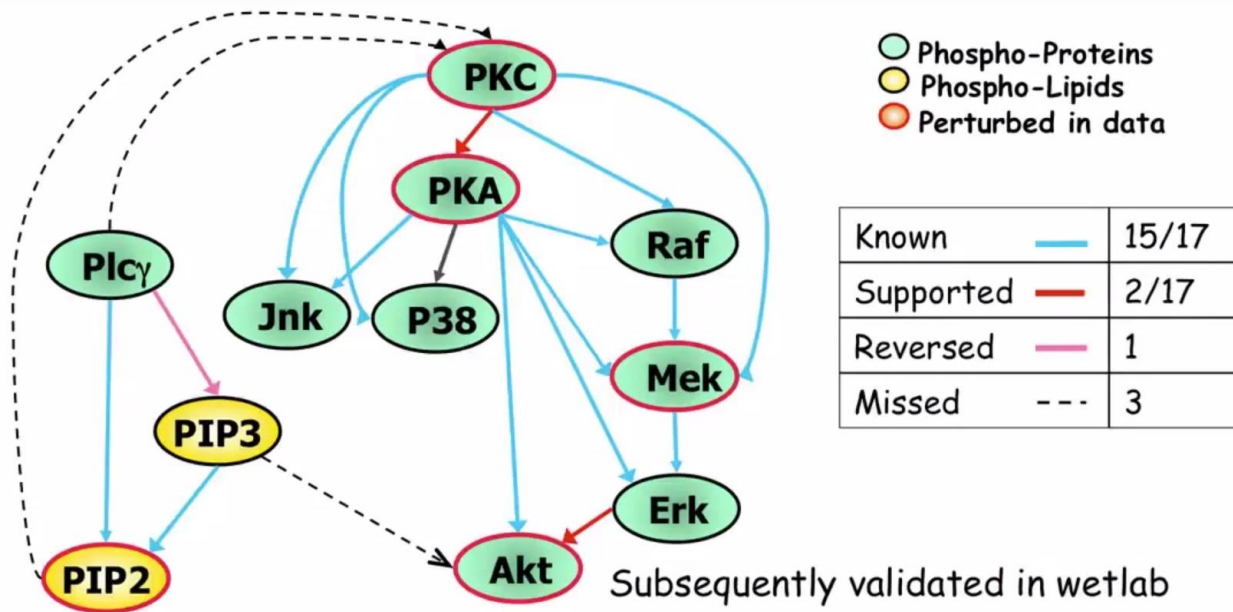 PKC
Phospho-Proteins
Phospho-Lipids
Perturbed in data
PKA
Raf
Plcγ
Jnk
P38
Known 15/17
Supported 2/17
Reversed 1
Missed 3
Mek
PIP3
Erk
Akt
PIP2
Subsequently validated in wetlab